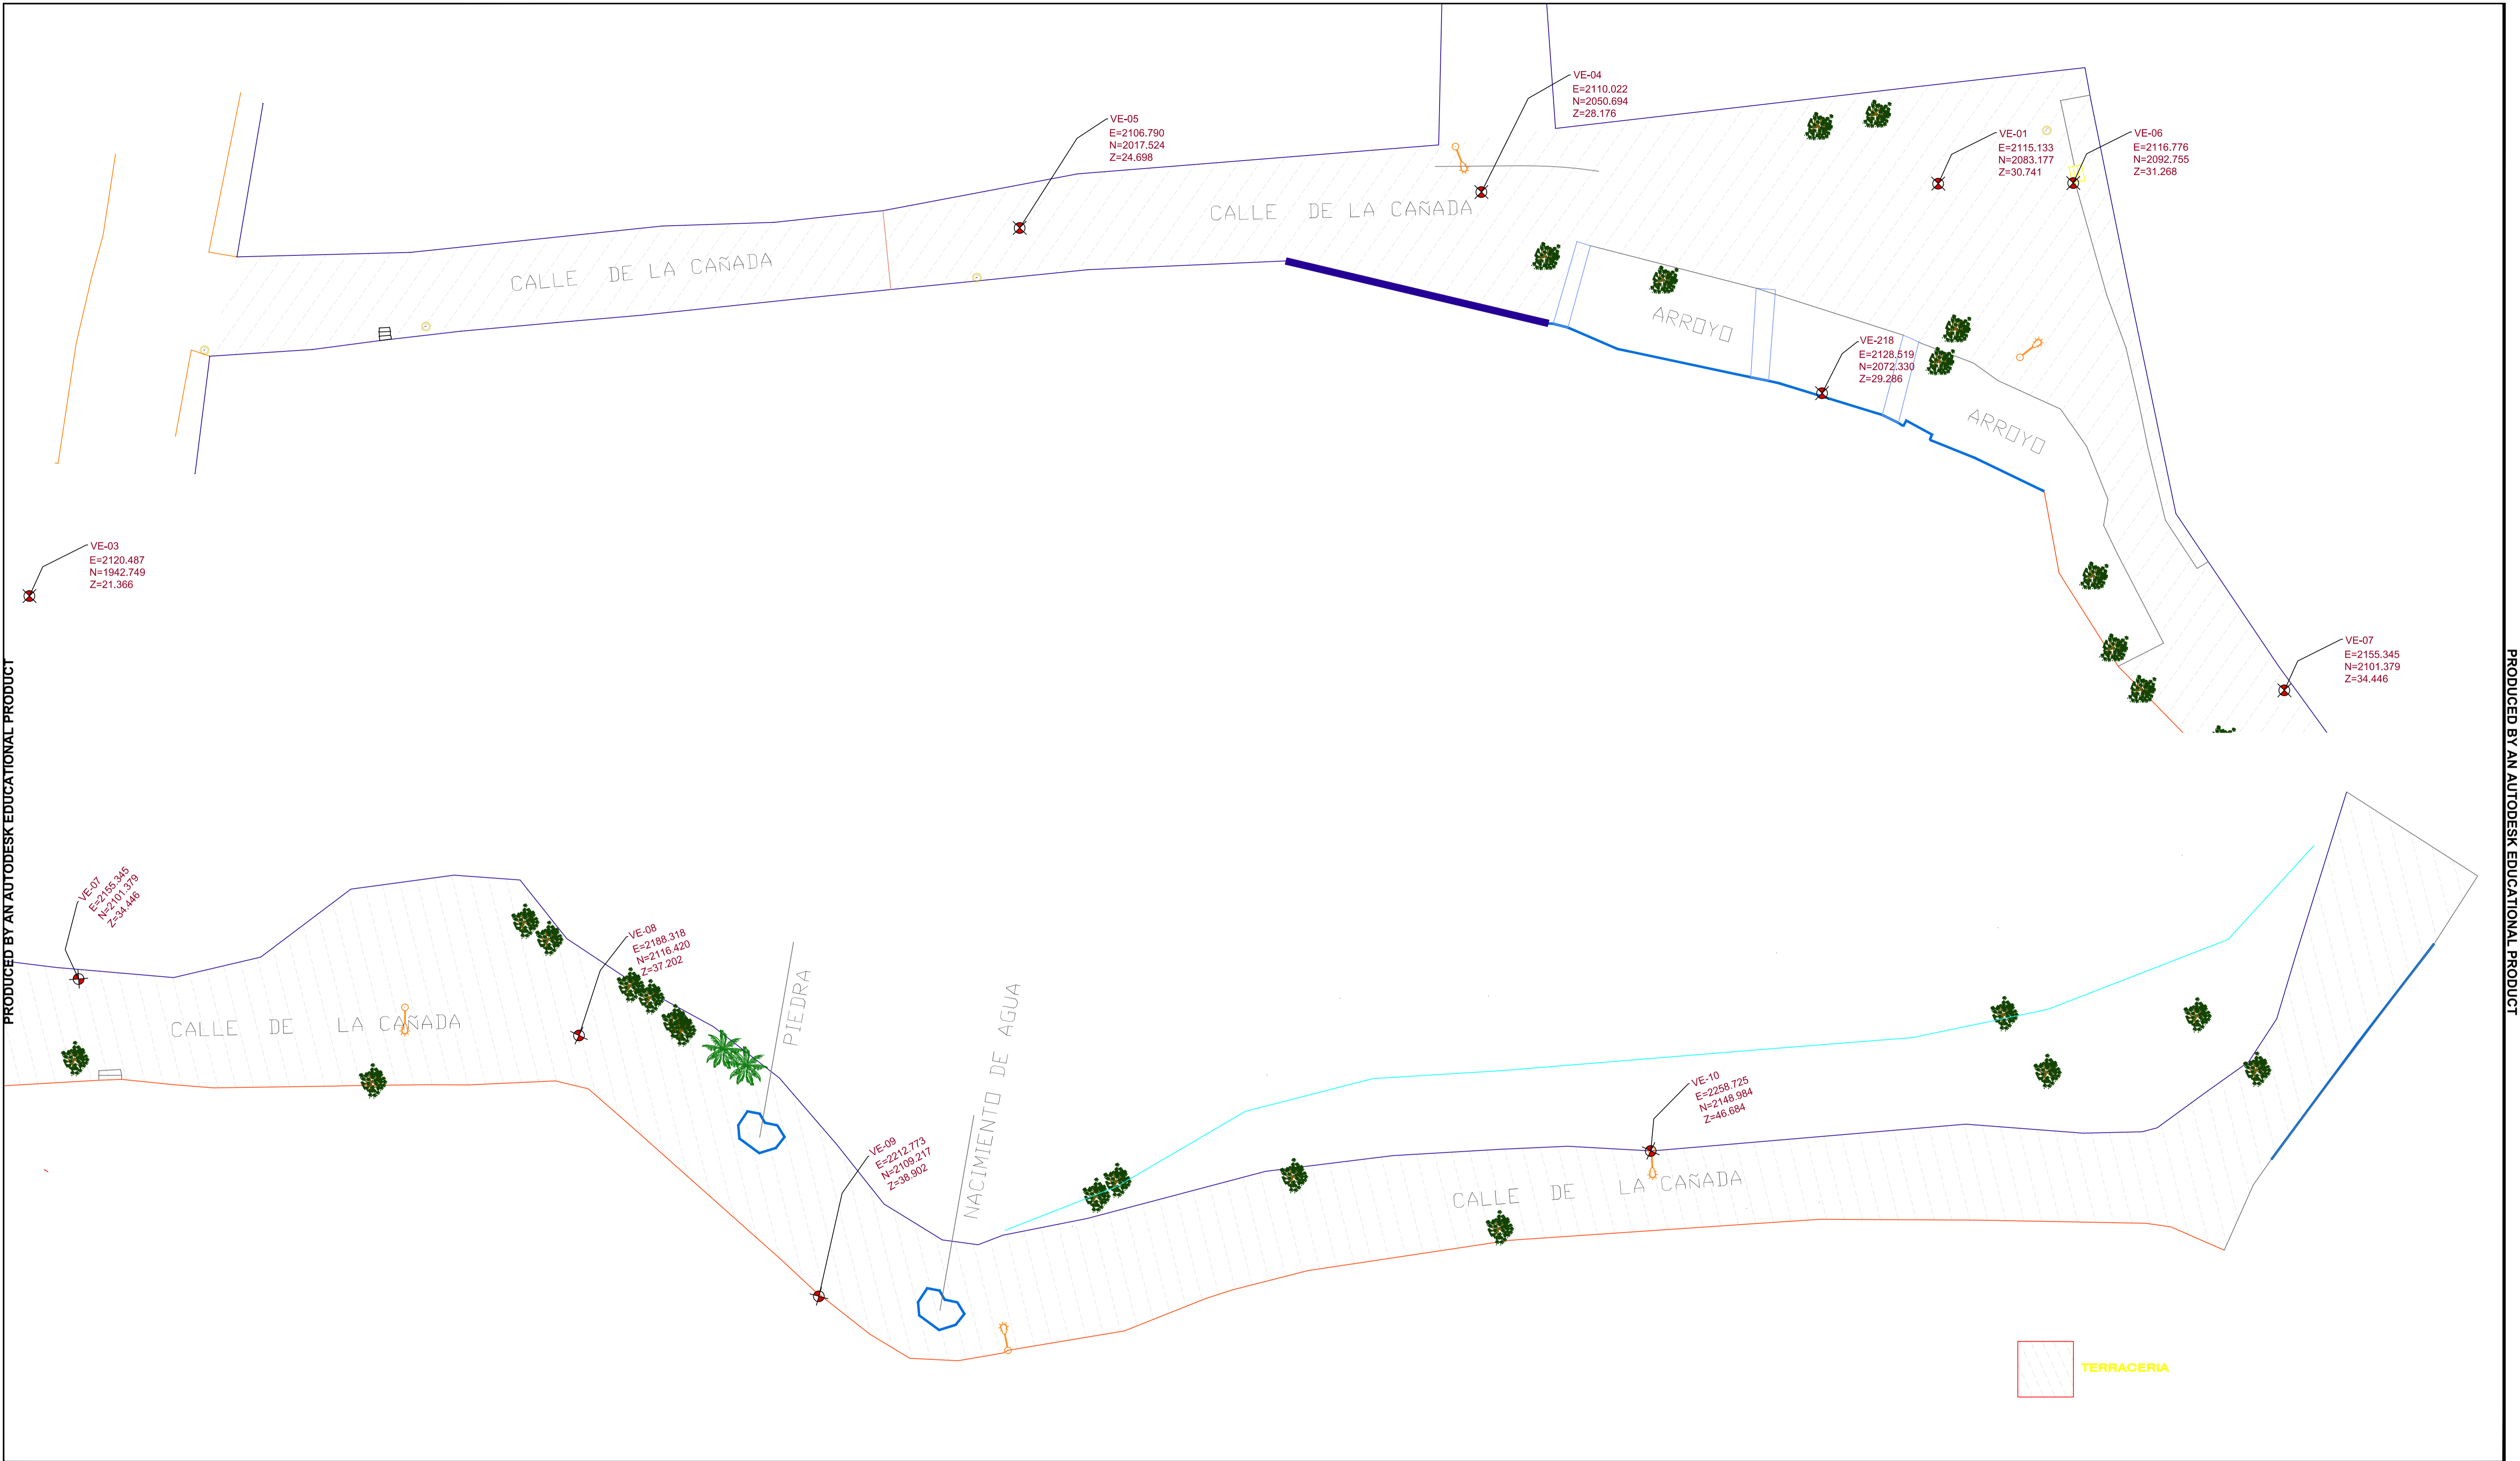 VE-04
E=2110.022
N=2050.694
Z=28.176
VE-05
E=2106.790
N=2017.524
Z=24.698
VE-01
E=2115.133
N=2083.177
Z=30.741
VE-06
E=2116.776
N=2092.755
Z=31.268
CALLE DE LA CAÑADA
CALLE DE LA CAÑADA
ARROYO
VE-218
E=2128.519
N=2072.330
Z=29.286
ARROYO
VE-03
E=2120.487
N=1942.749
Z=21.366
VE-07
E=2155.345
N=2101.379
Z=34.446
PRODUCED BY AN AUTODESK EDUCATIONAL PRODUCT
PRODUCED BY AN AUTODESK EDUCATIONAL PRODUCT
VE-07
E=2155.345
N=2101.379
Z=34.446
VE-08
E=2188.318
N=2116.420
Z=37.202
CALLE DE LA CAÑADA
PIEDRA
NACIMIENTO DE AGUA
VE-09
E=2212.773
N=2109.217
Z=38.902
VE-10
E=2258.725
N=2148.984
Z=46.684
CALLE DE LA CAÑADA
TERRACERIA